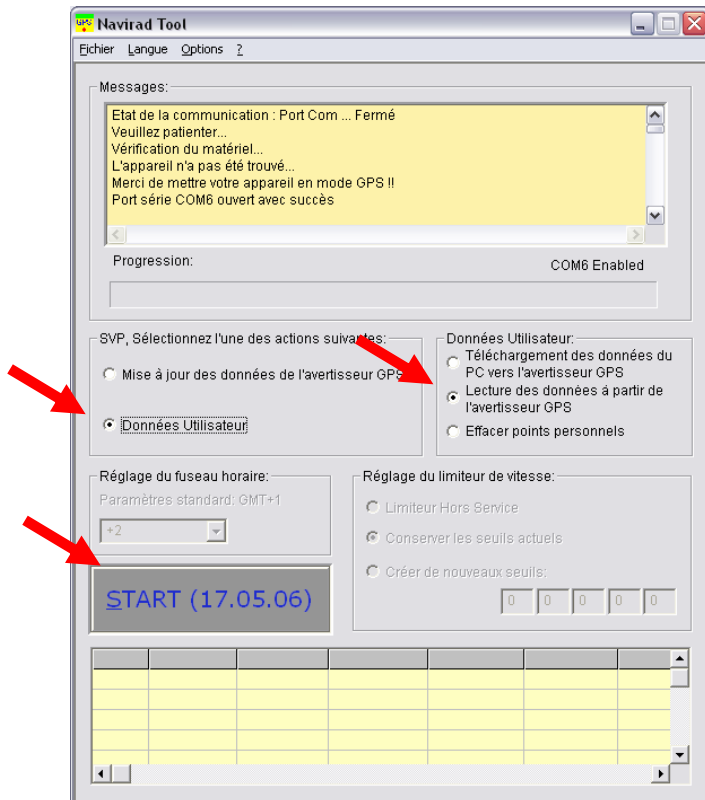 GPS Navirad Tool
Fichier Langue Options ?
Messages:
Etat de la communication : Port Com ... Fermé
Veuillez patienter...
Vérification du matériel...
L'appareil n'a pas été trouvé...
Merci de mettre votre appareil en mode GPS !!
Port série COM6 ouvert avec succès
Progression:
COM6 Enabled
SVP, Sélectionnez l'une des actions suivantes:
Mise à jour des données de l'avertisseur GPS
Données Utilisateur
Données Utilisateur:
Téléchargement des données du
PC vers l'avertisseur GPS
Lecture des données á partir de
l'avertisseur GPS
Effacer points personnels
Réglage du fuseau horaire:
Paramètres standard: GMT+1
+2
Réglage du limiteur de vitesse:
Limiteur Hors Service
Conserver les seuils actuels
Créer de nouveaux seuils:
0 0 0 0 0
START (17.05.06)